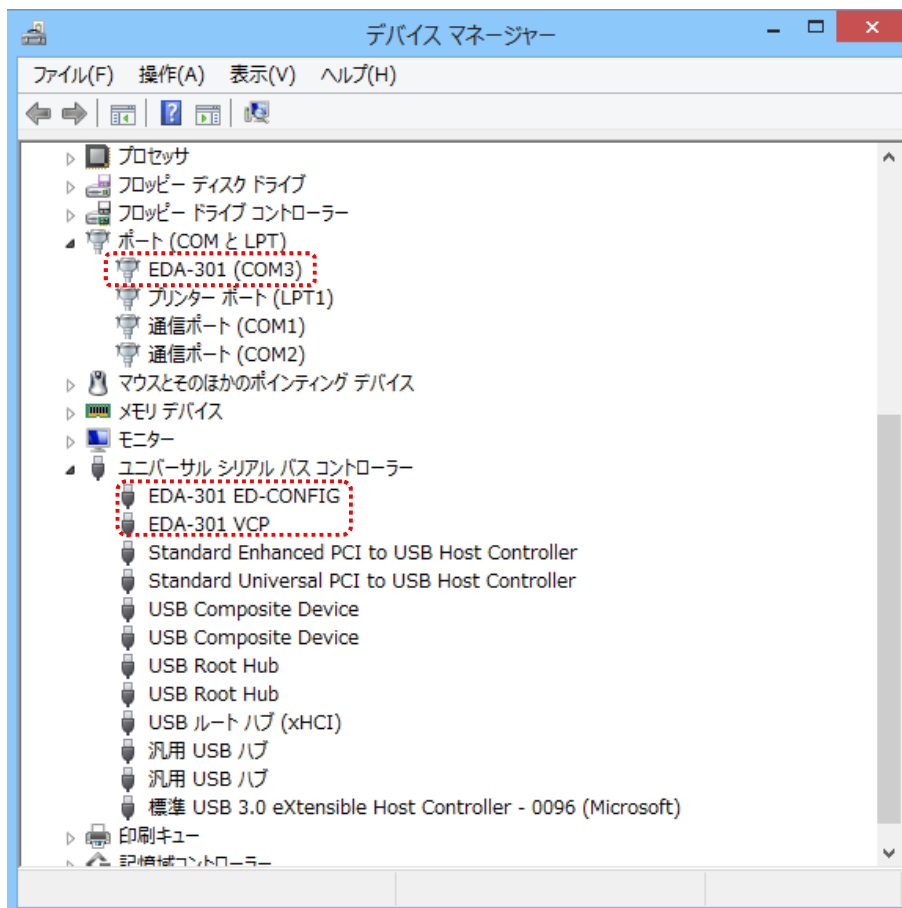 デバイス マネージャー
ファイル(F) 操作(A) 表示(V) ヘルプ(H)
プロセッサ
フロッピー ディスク ドライブ
フロッピー ドライブ コントローラー
ポート (COM と LPT)
EDA-301 (COM3)
プリンター ポート (LPT1)
通信ポート (COM1)
通信ポート (COM2)
マウスとそのほかのポインティング デバイス
メモリ デバイス
モニター
ユニバーサル シリアル バス コントローラー
EDA-301 ED-CONFIG
EDA-301 VCP
Standard Enhanced PCI to USB Host Controller
Standard Universal PCI to USB Host Controller
USB Composite Device
USB Composite Device
USB Root Hub
USB Root Hub
USB ルート ハブ (xHCI)
汎用 USB ハブ
汎用 USB ハブ
標準 USB 3.0 eXtensible Host Controller - 0096 (Microsoft)
印刷キュー
記憶域コントローラー